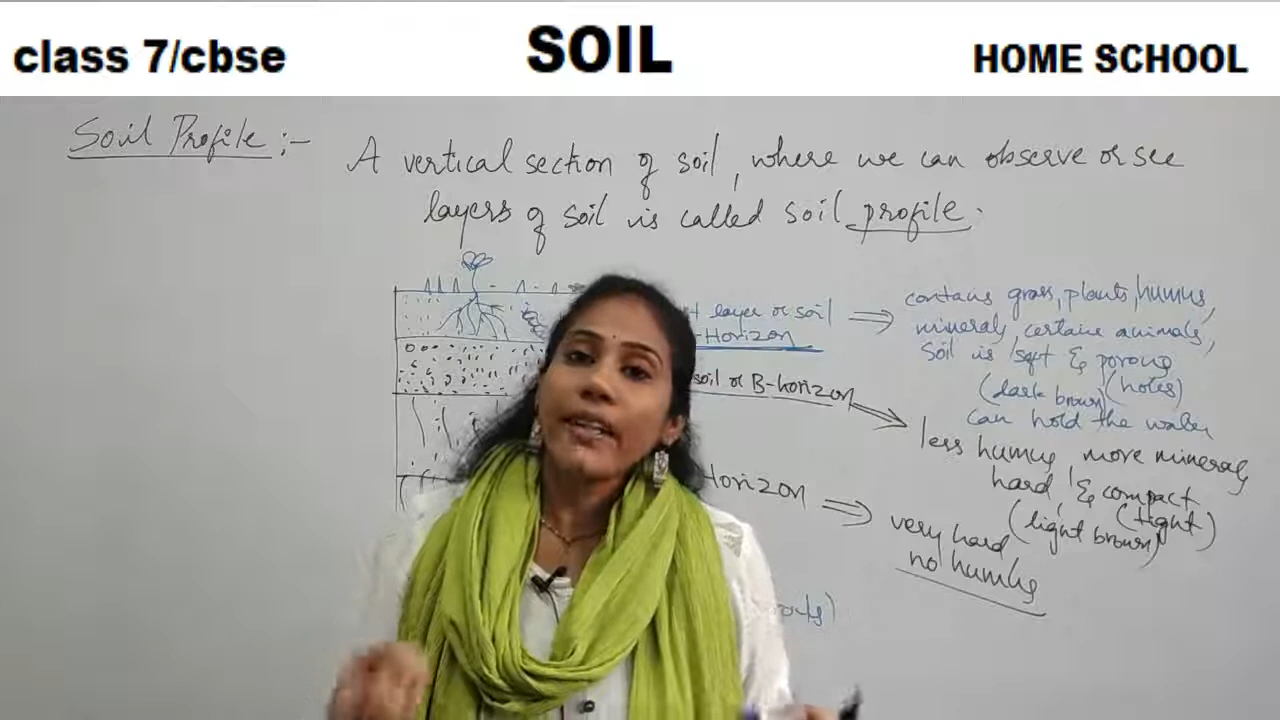 class 7/cbse
SOIL
HOME SCHOOL
Soil Profile :-
A vertical section of soil, where we can observe or see
layers of soil is called soil profile.
layer or soil
-Horizon
contains grass, plants, humus,
minerals, certaine animals,
Soil is soft & porous
(dark brown) (holes)
can hold the water
soil or B-horizon
less humus, more minerals
hard, & compact
(light brown) (tight)
Horizon
very hard
no humus